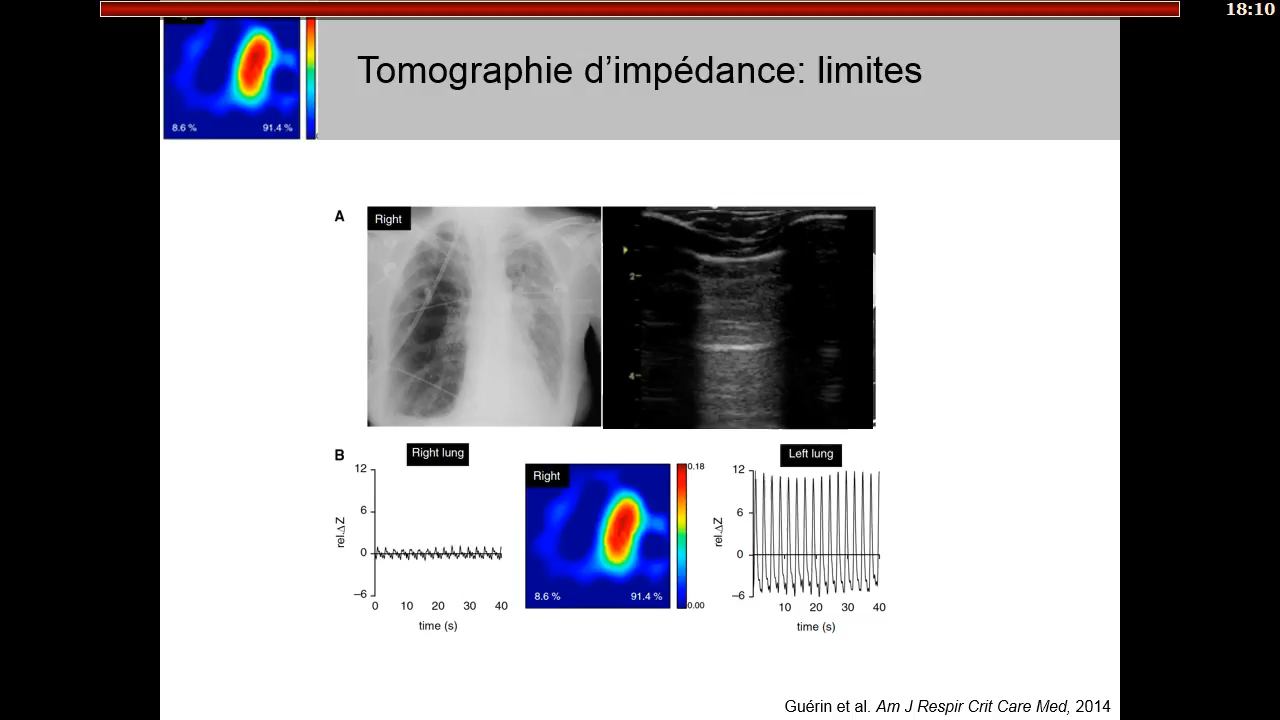 18:10
Tomographie d’impédance: limites
8.6 % 91.4 %
A
Right
2
4
B
Right lung
Left lung
Right
12
6
0
−6
rel.ΔZ
0 10 20 30 40
time (s)
8.6 % 91.4 %
0.18
0.00
12
6
0
−6
rel.ΔZ
10 20 30 40
time (s)
Guérin et al. Am J Respir Crit Care Med, 2014